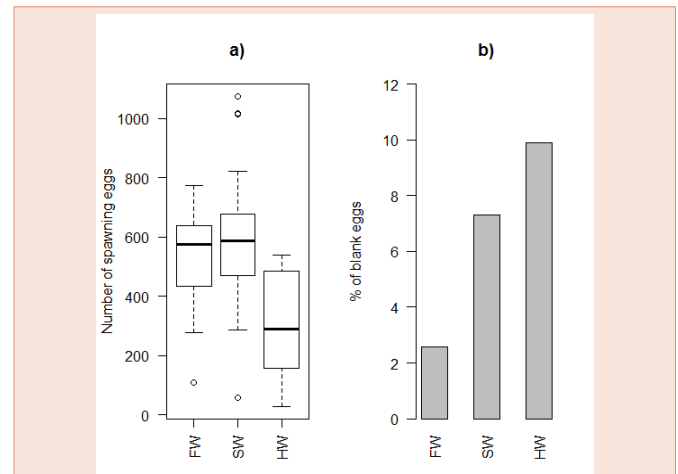 a)
Number of spawning eggs
1000
800
600
400
200
0
FW
SW
HW
b)
% of blank eggs
12
10
8
6
4
2
0
FW
SW
HW